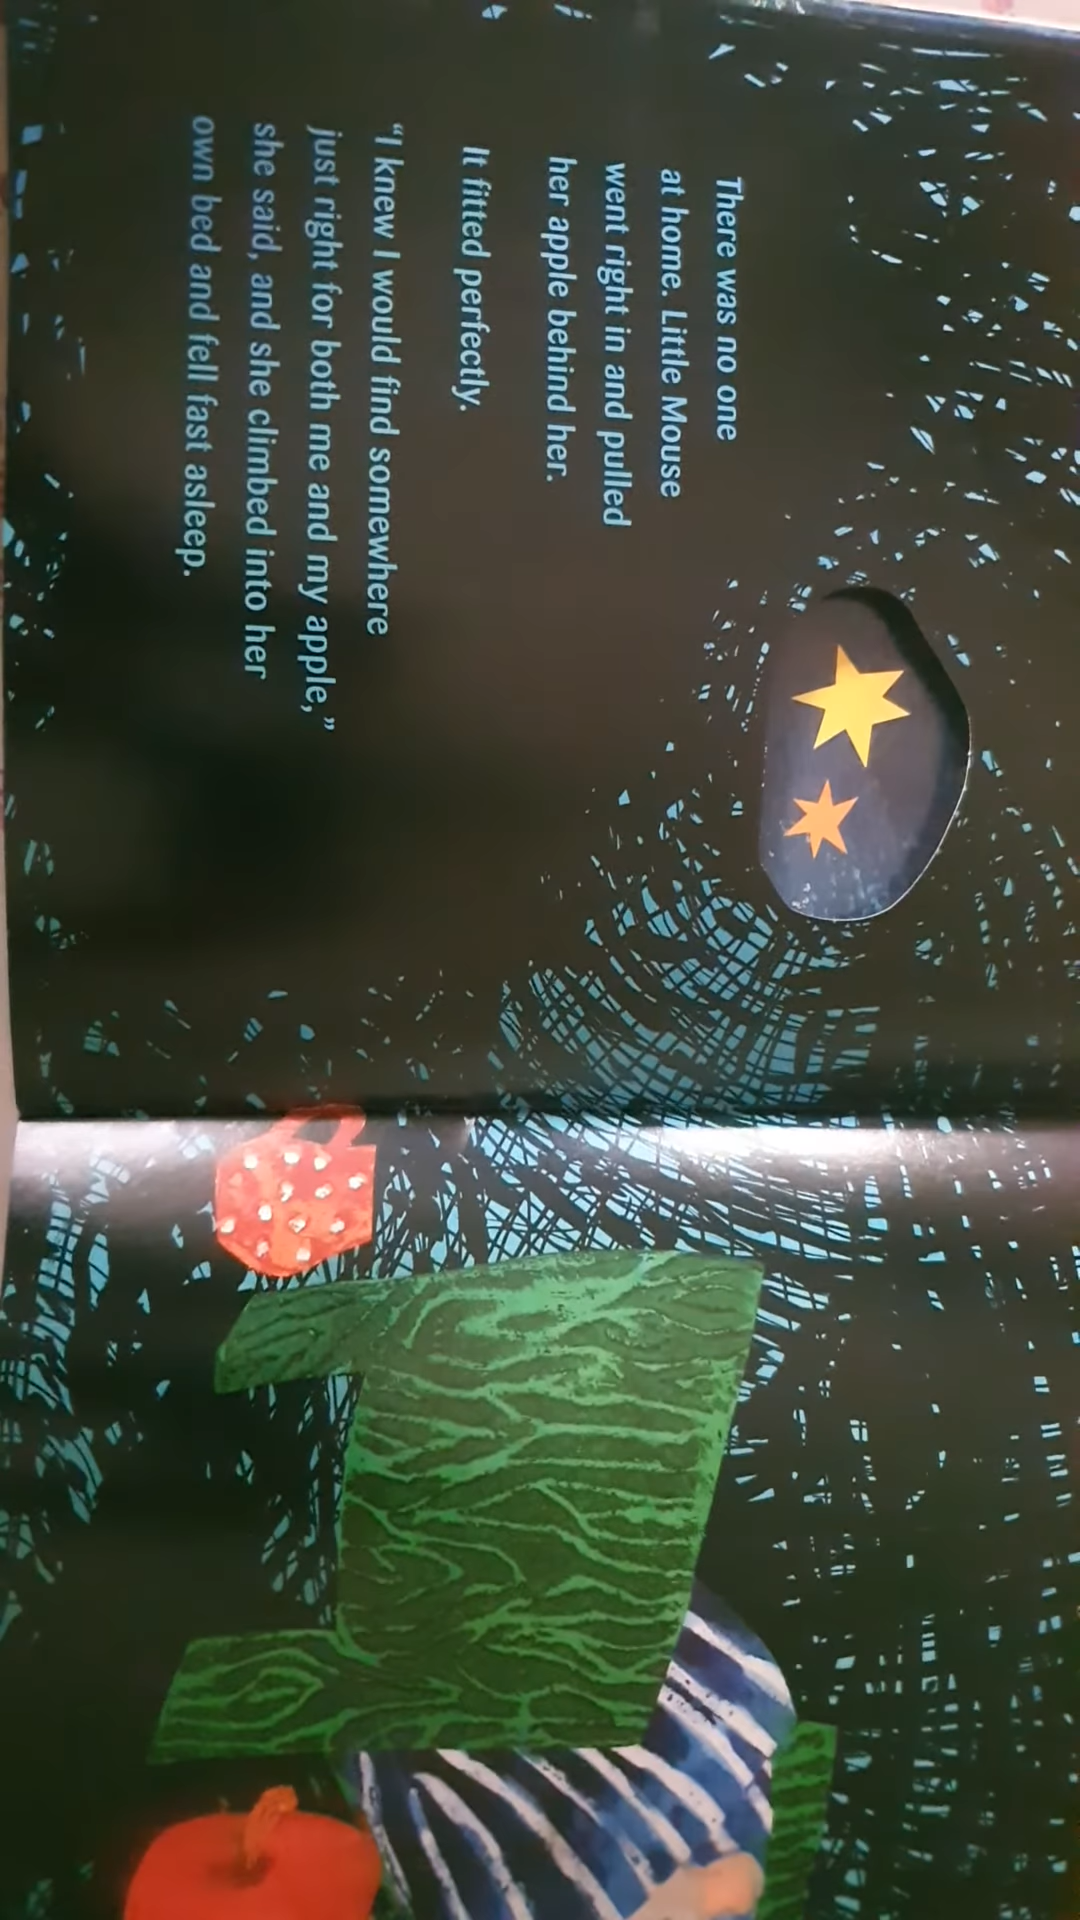 There was no one
at home. Little Mouse
went right in and pulled
her apple behind her.
It fitted perfectly.
“I knew I would find somewhere
just right for both me and my apple,”
she said, and she climbed into her
own bed and fell fast asleep.